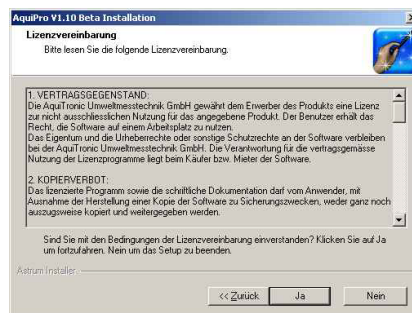 AquiPro V1.10 Beta Installation
Lizenzvereinbarung
Bitte lesen Sie die folgende Lizenzvereinbarung.
1. VERTRAGSGEGENSTAND:
Die AquiTronic Umweltmesstechnik GmbH gewährt dem Erwerber des Produkts eine Lizenz
zur nicht ausschliesslichen Nutzung für das angegebene Produkt. Der Benutzer erhält das
Recht, die Software auf einem Arbeitsplatz zu nutzen.
Das Eigentum und die Urheberrechte oder sonstige Schutzrechte an der Software verbleiben
bei der AquiTronic Umweltmesstechnik GmbH. Die Verantwortung für die vertragsgemässe
Nutzung der Lizenzprogramme liegt beim Käufer bzw. Mieter der Software.
2. KOPIERVERBOT:
Das lizenzierte Programm sowie die schriftliche Dokumentation darf vom Anwender, mit
Ausnahme der Herstellung einer Kopie der Software zu Sicherungszwecken, weder ganz noch
auszugsweise kopiert und weitergegeben werden.
Sind Sie mit den Bedingungen der Lizenzvereinbarung einverstanden? Klicken Sie auf Ja
um fortzufahren. Nein um das Setup zu beenden.
Astrum Installer
<< Zurück Ja Nein